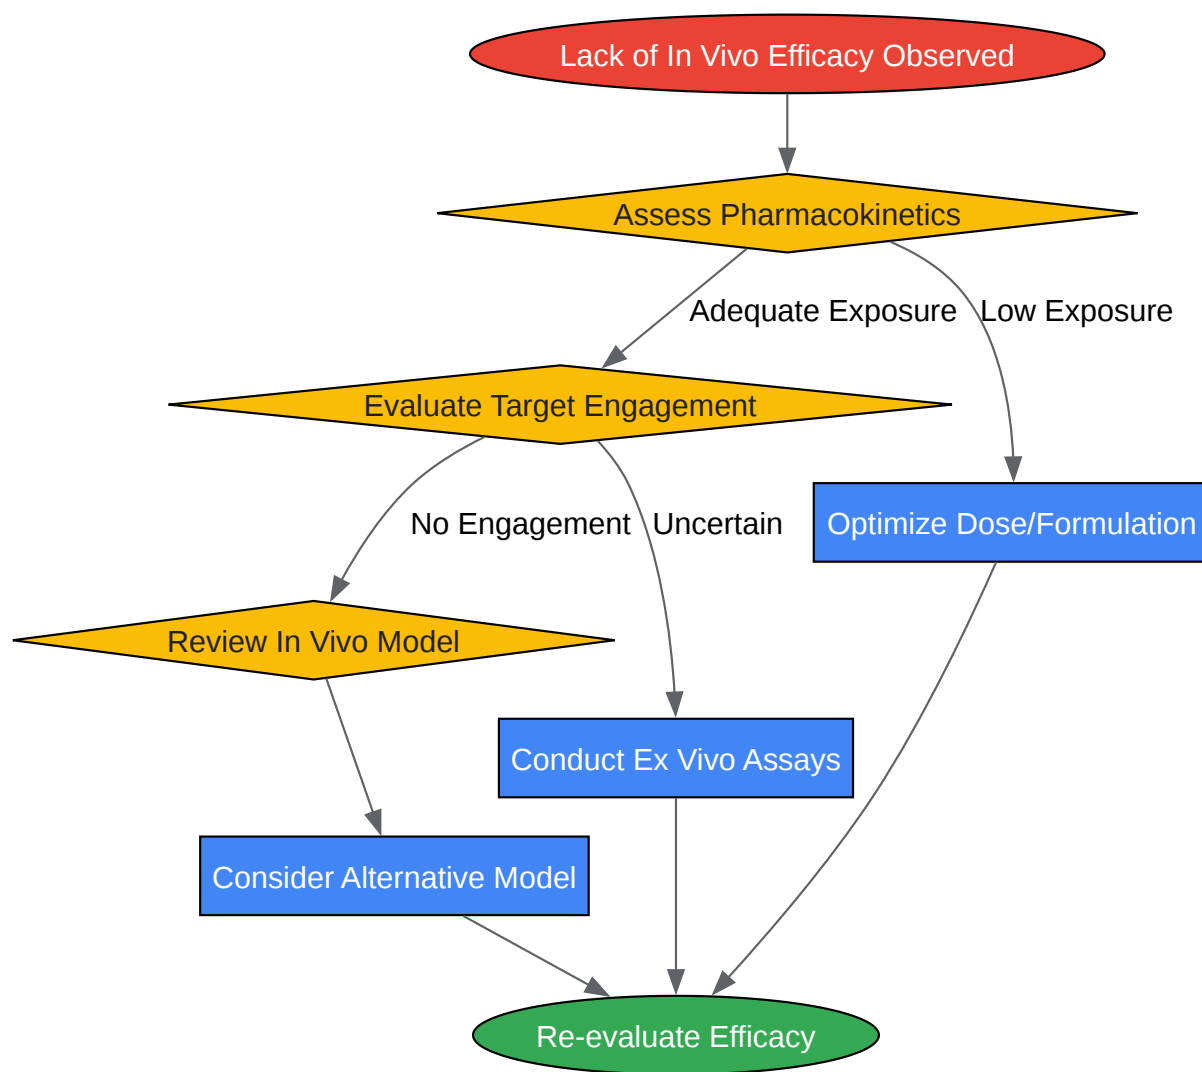 Lack of In Vivo Efficacy Observed
Assess Pharmacokinetics
Adequate Exposure
Low Exposure
Evaluate Target Engagement
No Engagement
Uncertain
Optimize Dose/Formulation
Review In Vivo Model
Conduct Ex Vivo Assays
Consider Alternative Model
Re-evaluate Efficacy